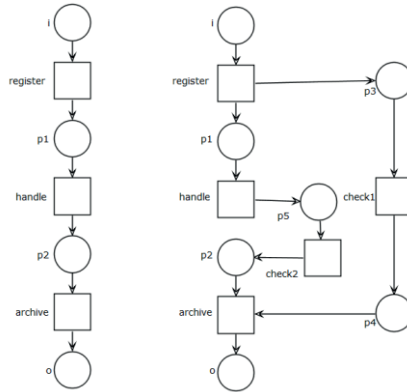 i
register
p1
handle
p2
archive
o
i
register
p3
p1
handle
p5
check1
p2
check2
archive
p4
o